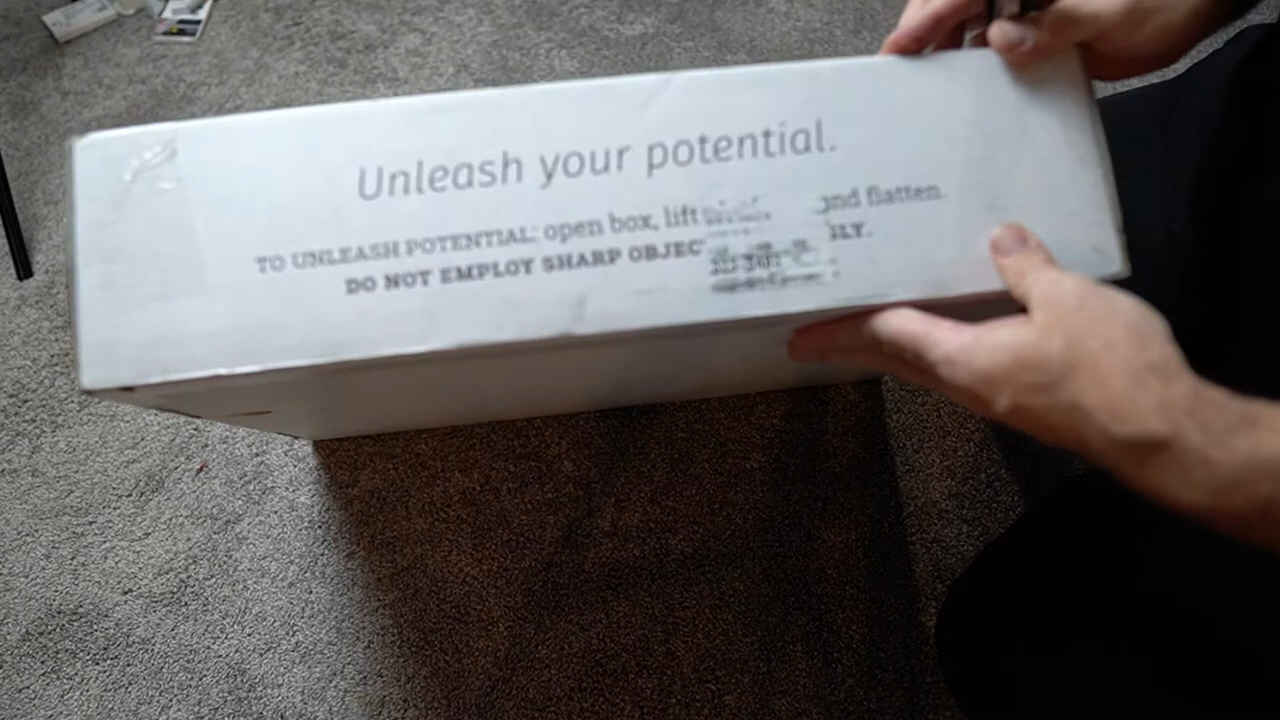 Unleash your potential.
TO UNLEASH POTENTIAL: open box, lift and flatten.
DO NOT EMPLOY SHARP OBJEC